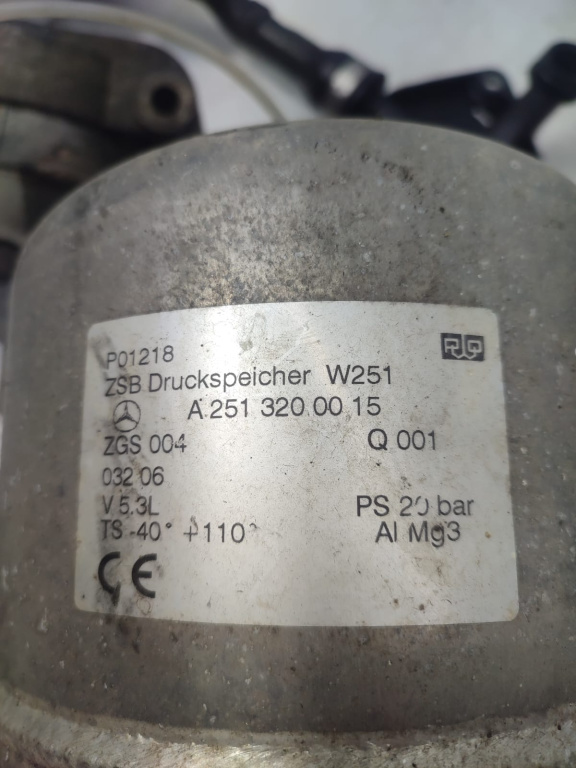 P01218
ZSB Druckspeicher W251
A 251 320 00 15
ZGS 004 Q 001
032 06
V 5.3L PS 20 bar
TS -40° +110° Al Mg3
CE